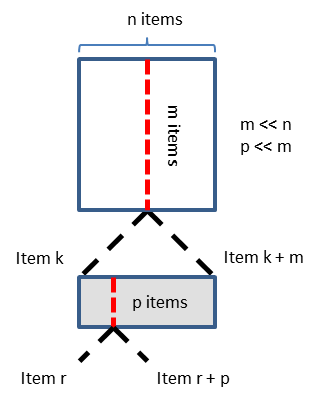 n items
m items
m << n
p << m
Item k
Item k + m
p items
Item r
Item r + p